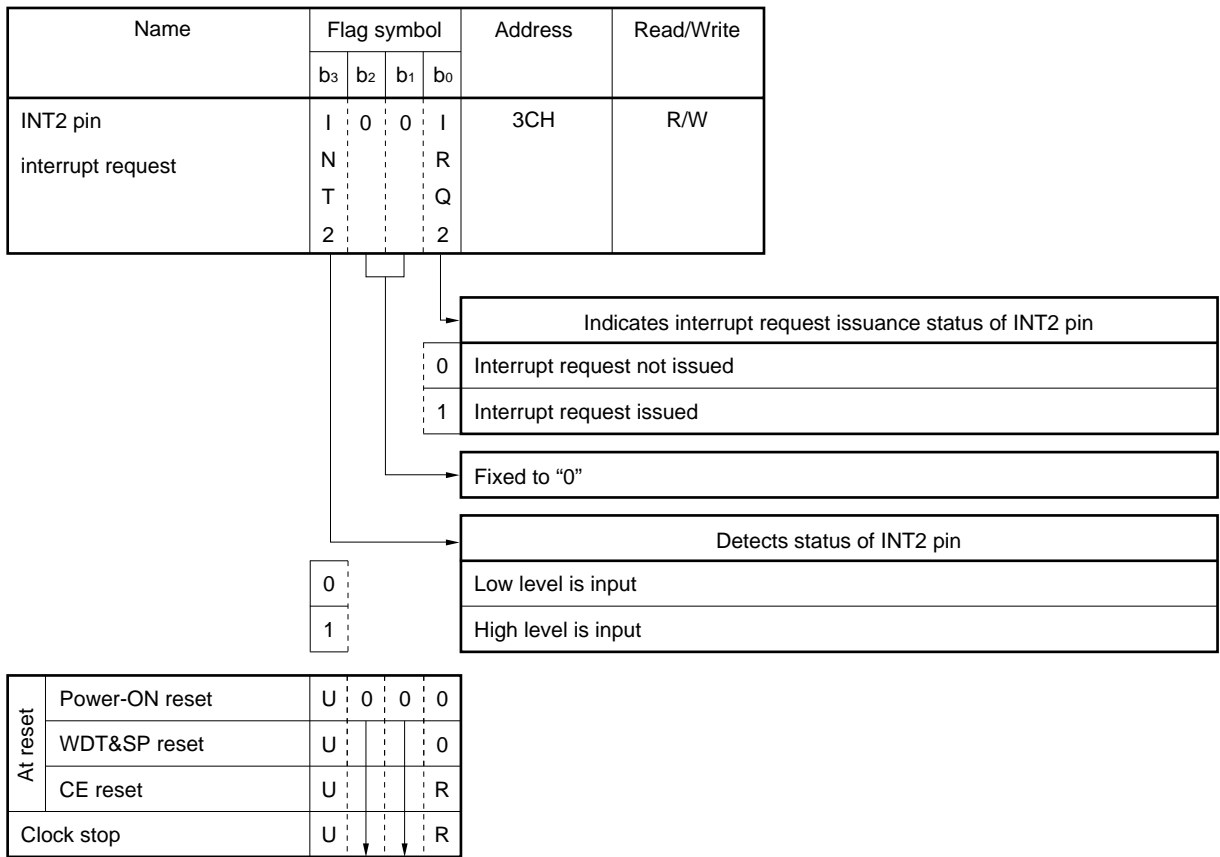 Name Flag symbol Address Read/Write
b3 b2 b1 b0
INT2 pin
interrupt request
I 0 0 I 3CH R/W
N R
T Q
2 2
Indicates interrupt request issuance status of INT2 pin
0 Interrupt request not issued
1 Interrupt request issued
Fixed to “0”
Detects status of INT2 pin
0 Low level is input
1 High level is input
At reset
Power-ON reset U 0 0 0
WDT&SP reset U 0
CE reset U R
Clock stop U R